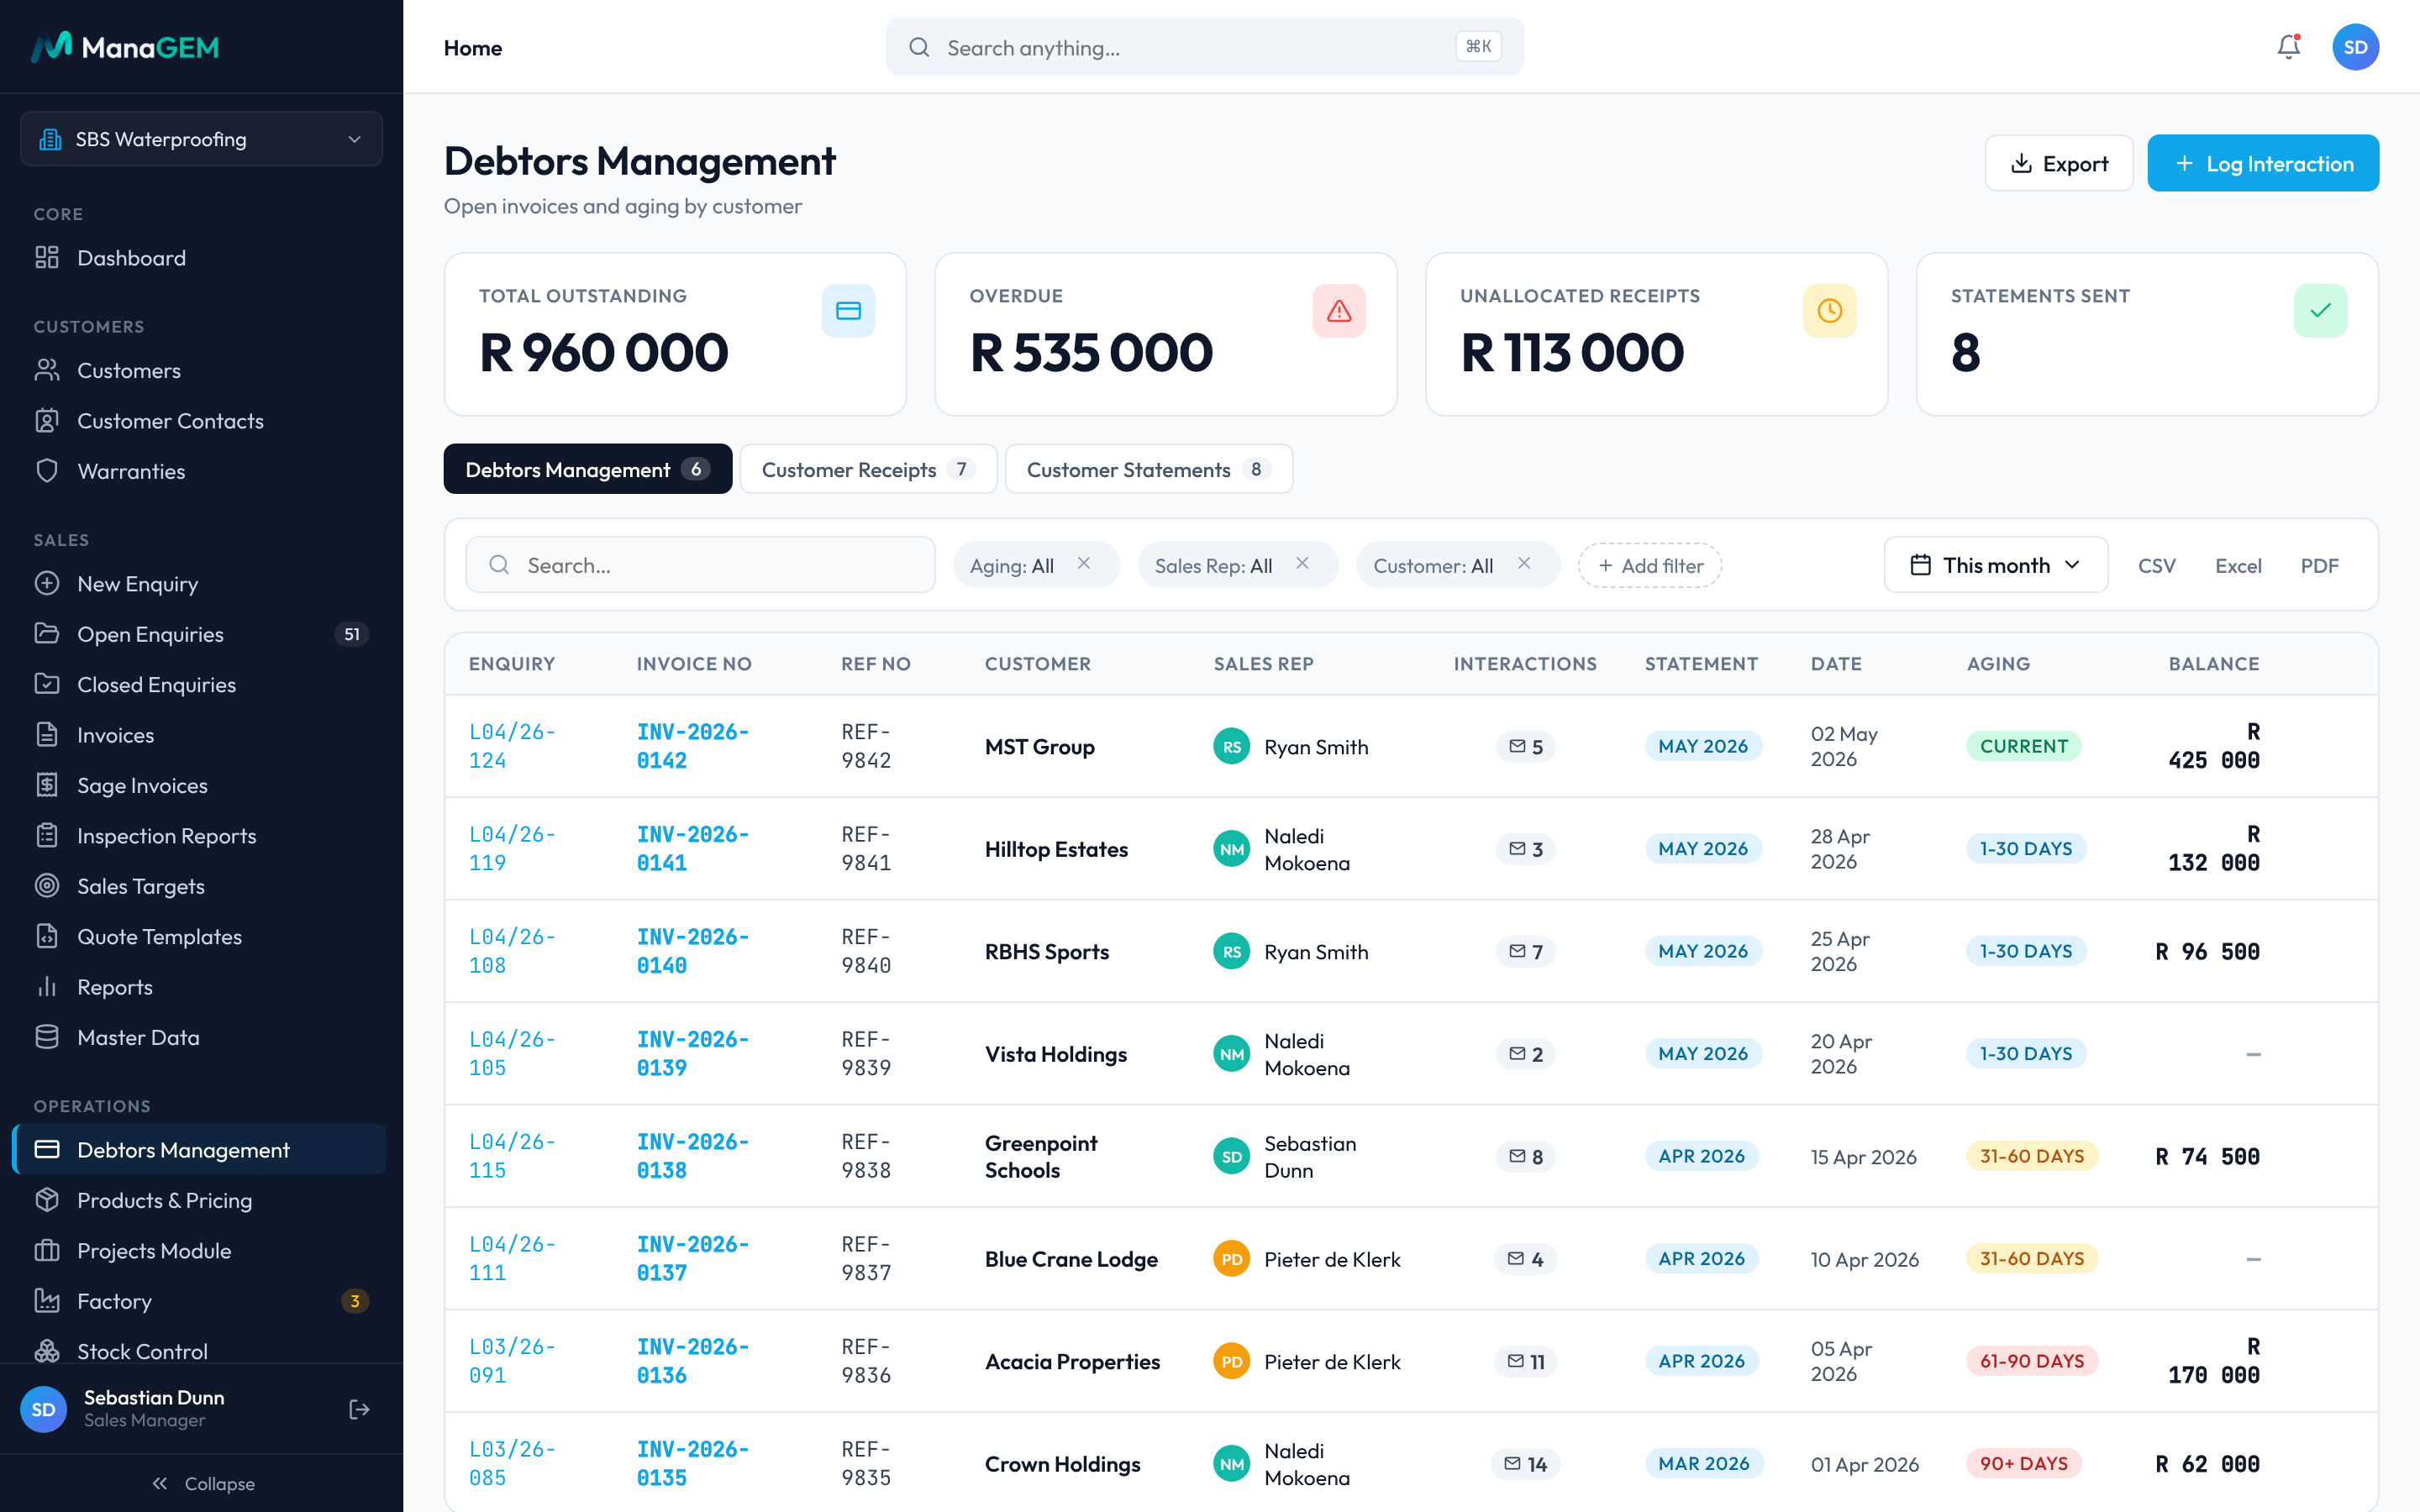 ManaGEM
SBS Waterproofing
CORE
Dashboard
CUSTOMERS
Customers
Customer Contacts
Warranties
SALES
New Enquiry
Open Enquiries 51
Closed Enquiries
Invoices
Sage Invoices
Inspection Reports
Sales Targets
Quote Templates
Reports
Master Data
OPERATIONS
Debtors Management
Products & Pricing
Projects Module
Factory 3
Stock Control
SD Sebastian Dunn
Sales Manager
Collapse
Home
Search anything... ⌘K
SD
Debtors Management
Open invoices and aging by customer
Export
+ Log Interaction
TOTAL OUTSTANDING
R 960 000
OVERDUE
R 535 000
UNALLOCATED RECEIPTS
R 113 000
STATEMENTS SENT
8
Debtors Management 6
Customer Receipts 7
Customer Statements 8
Search...
Aging: All
Sales Rep: All
Customer: All
+ Add filter
This month
CSV
Excel
PDF
ENQUIRY INVOICE NO REF NO CUSTOMER SALES REP INTERACTIONS STATEMENT DATE AGING BALANCE
L04/26- INV-2026- REF- 02 May R
MST Group RS Ryan Smith 5 MAY 2026 CURRENT
124 0142 9842 2026 425 000
L04/26- INV-2026- REF- Naledi 28 Apr R
Hilltop Estates NM 3 MAY 2026 1-30 DAYS
119 0141 9841 Mokoena 2026 132 000
L04/26- INV-2026- REF- 25 Apr
RBHS Sports RS Ryan Smith 7 MAY 2026 1-30 DAYS R 96 500
108 0140 9840 2026
L04/26- INV-2026- REF- Naledi 20 Apr
Vista Holdings NM 2 MAY 2026 1-30 DAYS —
105 0139 9839 Mokoena 2026
L04/26- INV-2026- REF- Greenpoint Sebastian
SD 8 APR 2026 15 Apr 2026 31-60 DAYS R 74 500
115 0138 9838 Schools Dunn
L04/26- INV-2026- REF-
Blue Crane Lodge PD Pieter de Klerk 4 APR 2026 10 Apr 2026 31-60 DAYS —
111 0137 9837
L03/26- INV-2026- REF- 05 Apr R
Acacia Properties PD Pieter de Klerk 11 APR 2026 61-90 DAYS
091 0136 9836 2026 170 000
L03/26- INV-2026- REF- Naledi
Crown Holdings NM 14 MAR 2026 01 Apr 2026 90+ DAYS R 62 000
085 0135 9835 Mokoena